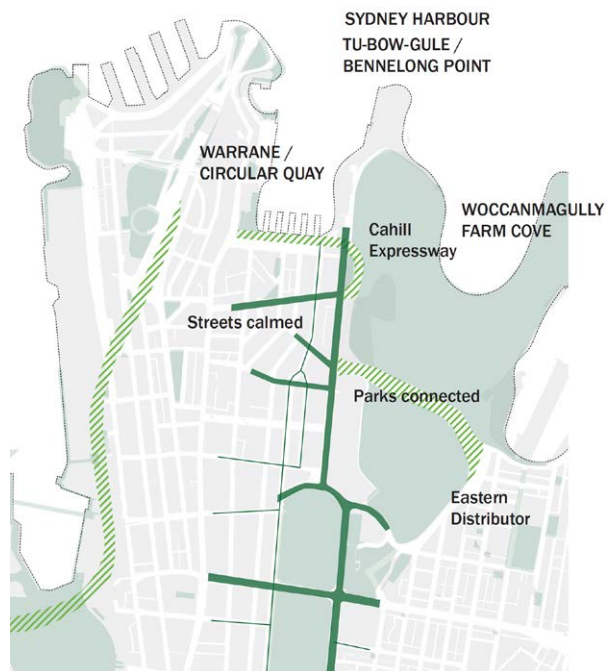 SYDNEY HARBOUR
TU-BOW-GULE /
BENNELONG POINT
WARRANE /
CIRCULAR QUAY
WOCCANMAGULLY
FARM COVE
Cahill
Expressway
Streets calmed
Parks connected
Eastern
Distributor